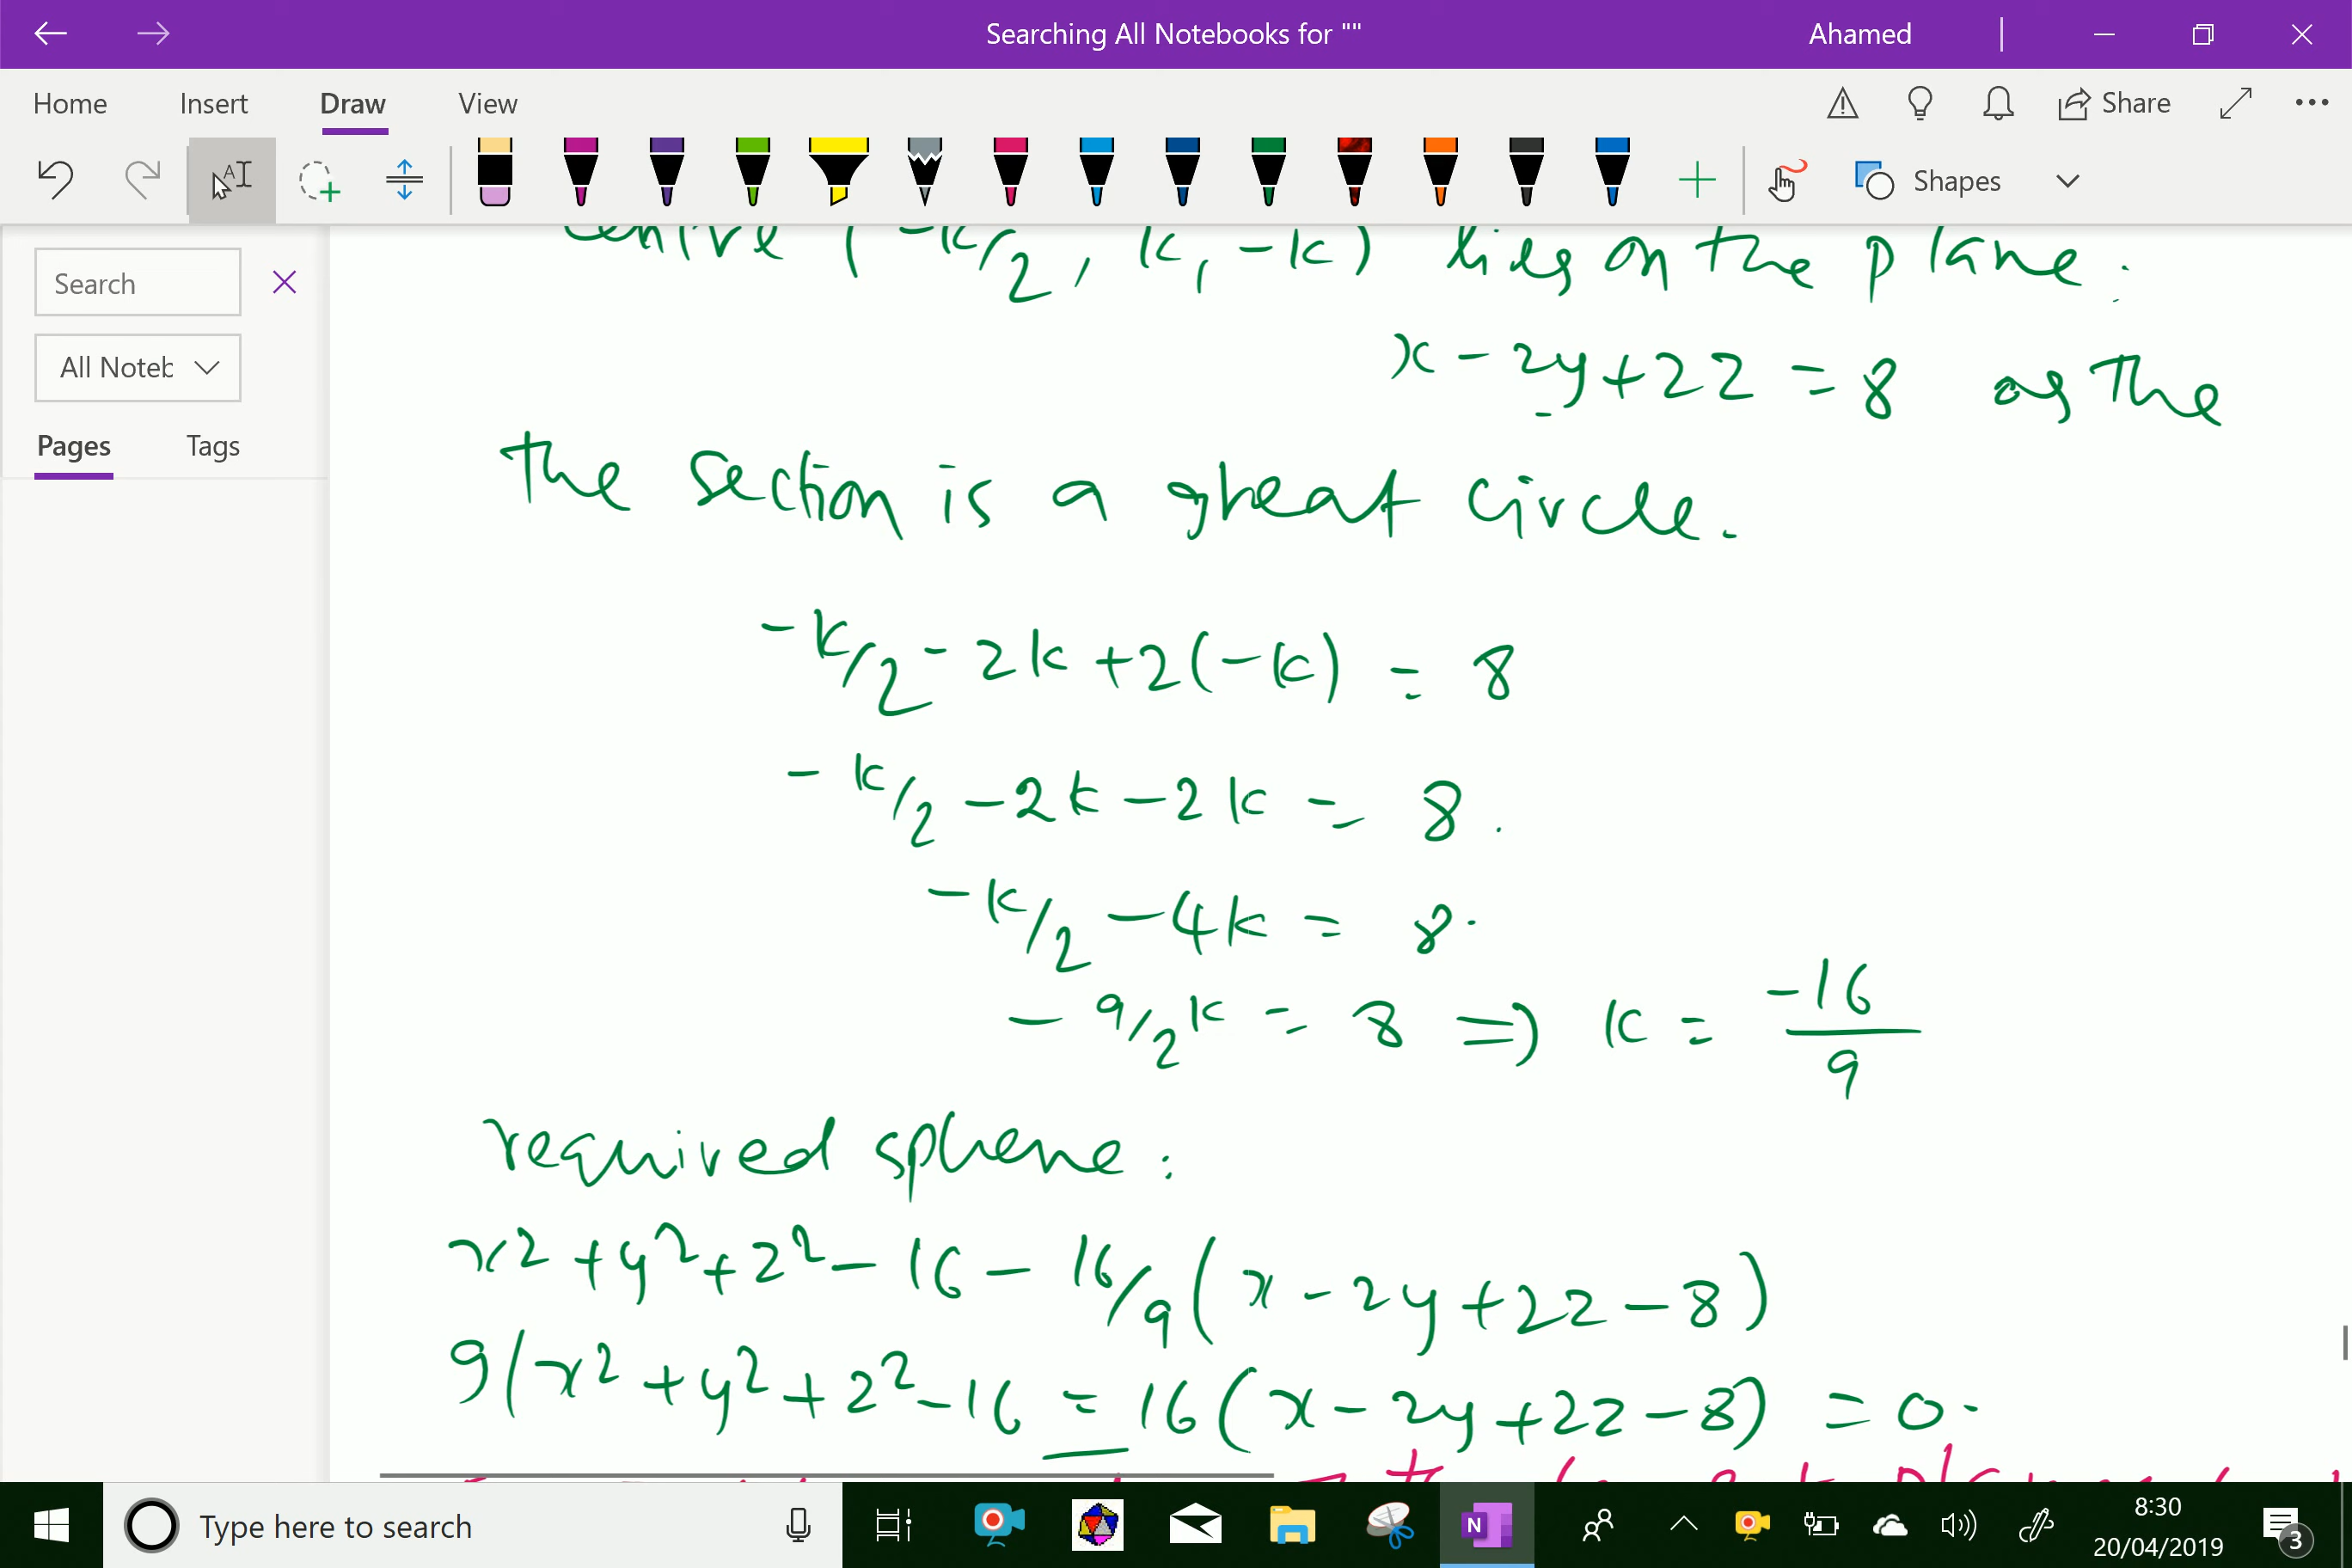 Searching All Notebooks for ""
Ahamed
Home Insert Draw View
Share
Shapes
Search
All Noteb
Pages Tags
centre (-k/2, k, -k) lies on the plane:
x - 2y + 2z = 8 as the
the section is a great circle.
-k/2 - 2k + 2(-k) = 8
-k/2 - 2k - 2k = 8.
-k/2 - 4k = 8.
-9/2 k = 8 ⇒ k = -16/9
required sphere:
x² + y² + z² - 16 - 16/9 (x - 2y + 2z - 8)
9(x² + y² + z² - 16 = 16(x - 2y + 2z - 8) = 0.
Type here to search
8:30
20/04/2019
3